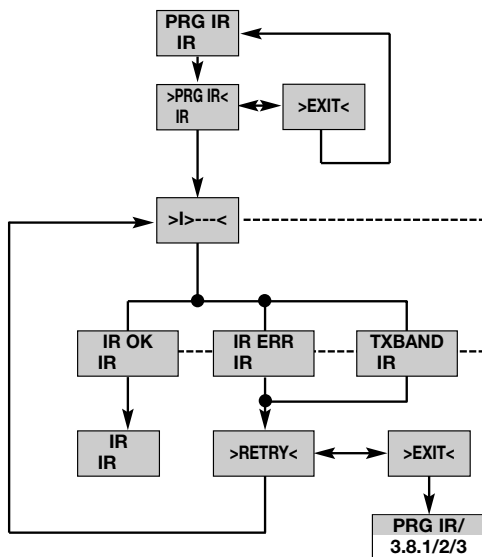 PRG IR
IR
>PRG IR<
IR
>EXIT<
>I>---<
IR OK
IR
IR ERR
IR
TXBAND
IR
IR
IR
>RETRY<
>EXIT<
PRG IR/
3.8.1/2/3